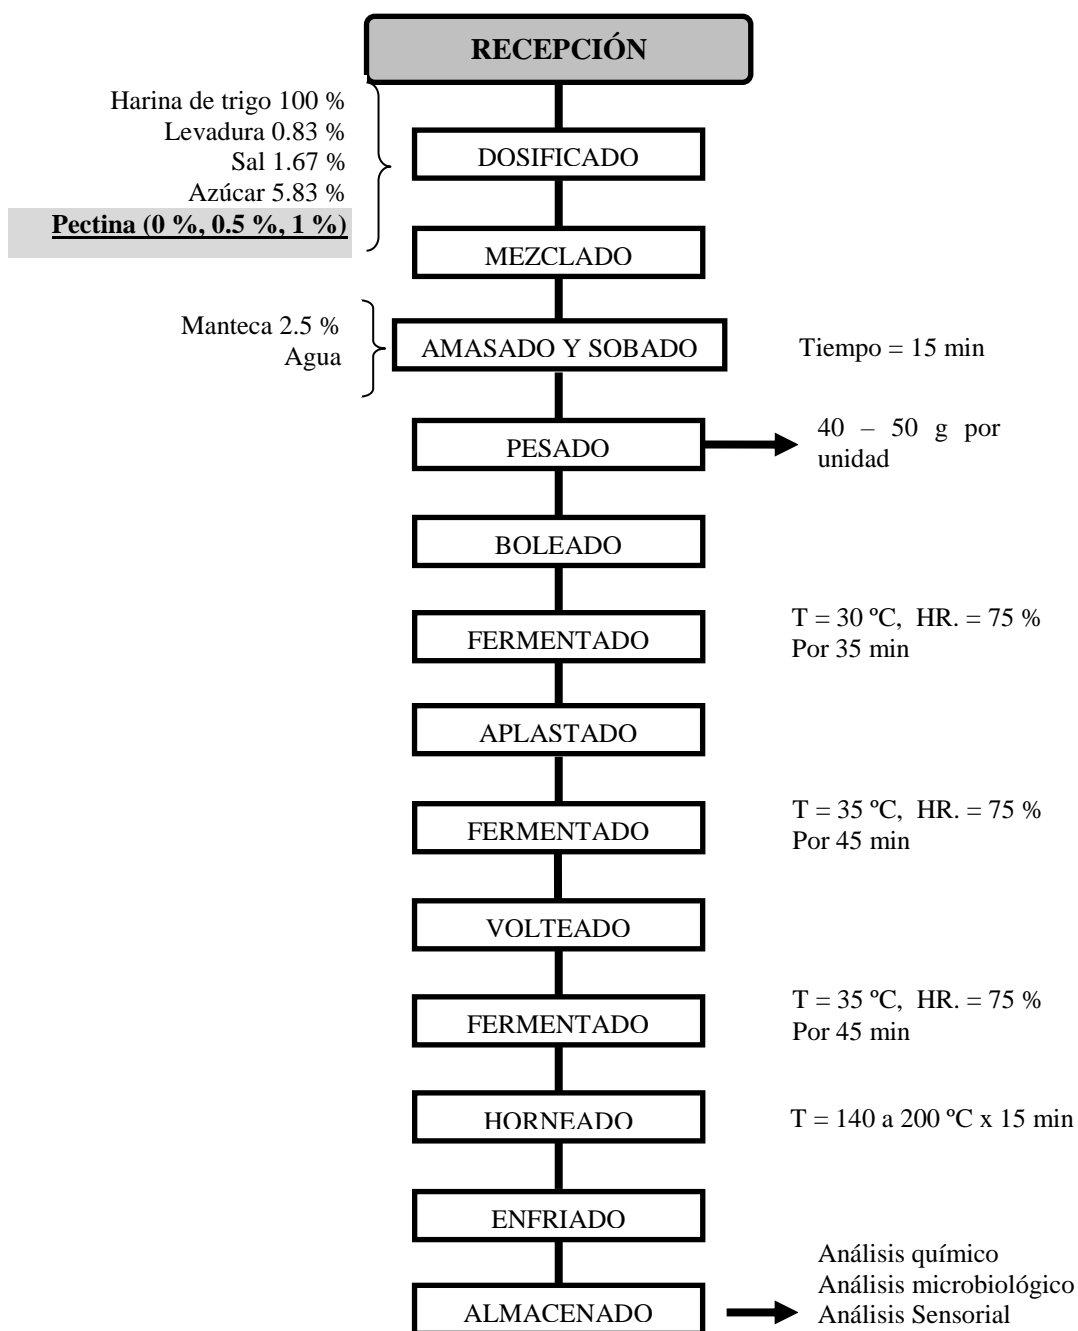 RECEPCIÓN
Harina de trigo 100 %
Levadura 0.83 %
Sal 1.67 %
Azúcar 5.83 %
Pectina (0 %, 0.5 %, 1 %)
DOSIFICADO
MEZCLADO
Manteca 2.5 %
Agua
AMASADO Y SOBADO
Tiempo = 15 min
PESADO
40 – 50 g por
unidad
BOLEADO
FERMENTADO
T = 30 ºC, HR. = 75 %
Por 35 min
APLASTADO
FERMENTADO
T = 35 ºC, HR. = 75 %
Por 45 min
VOLTEADO
FERMENTADO
T = 35 ºC, HR. = 75 %
Por 45 min
HORNEADO
T = 140 a 200 ºC x 15 min
ENFRIADO
ALMACENADO
Análisis químico
Análisis microbiológico
Análisis Sensorial